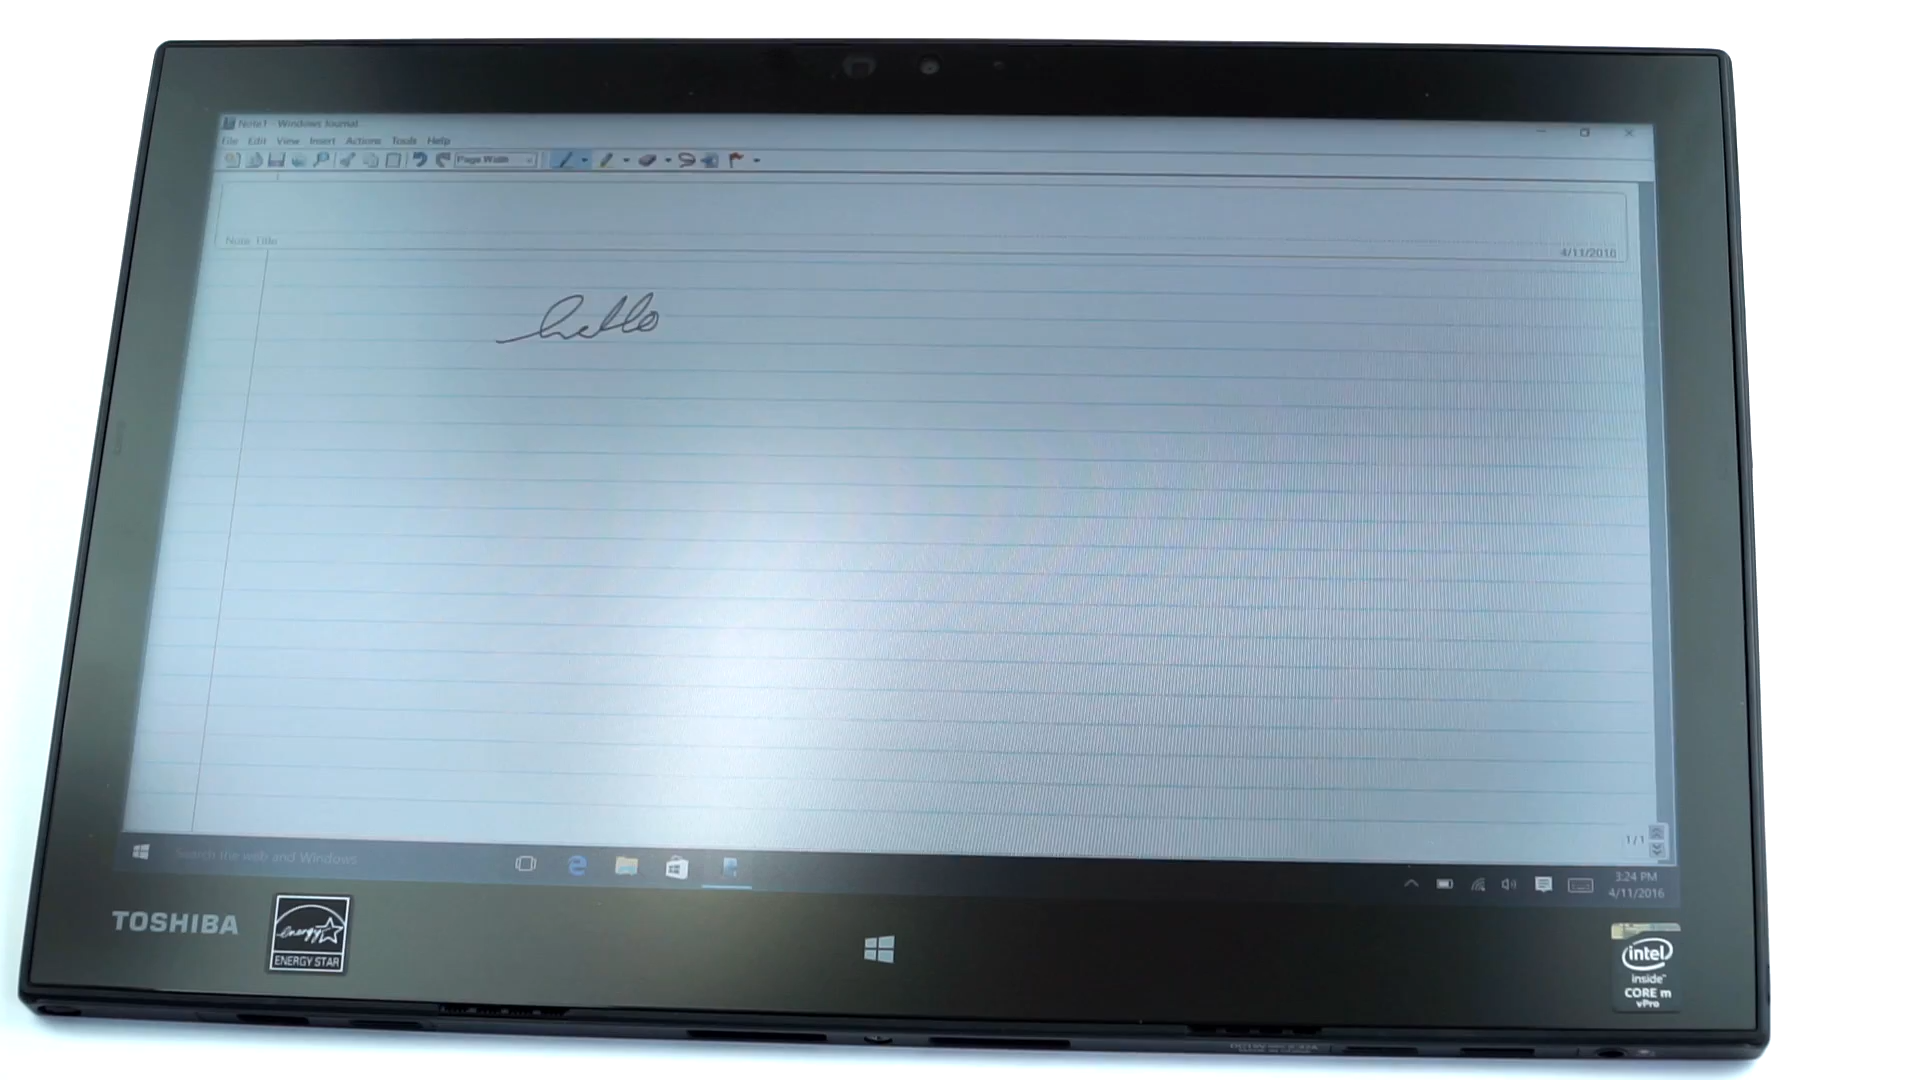 Note1 - Windows Journal
File Edit View Insert Actions Tools Help
Page Width
Note Title
4/11/2016
hello
1/1
Search the web and Windows
3:24 PM
4/11/2016
TOSHIBA
energy
ENERGY STAR
intel
inside™
CORE m
vPro